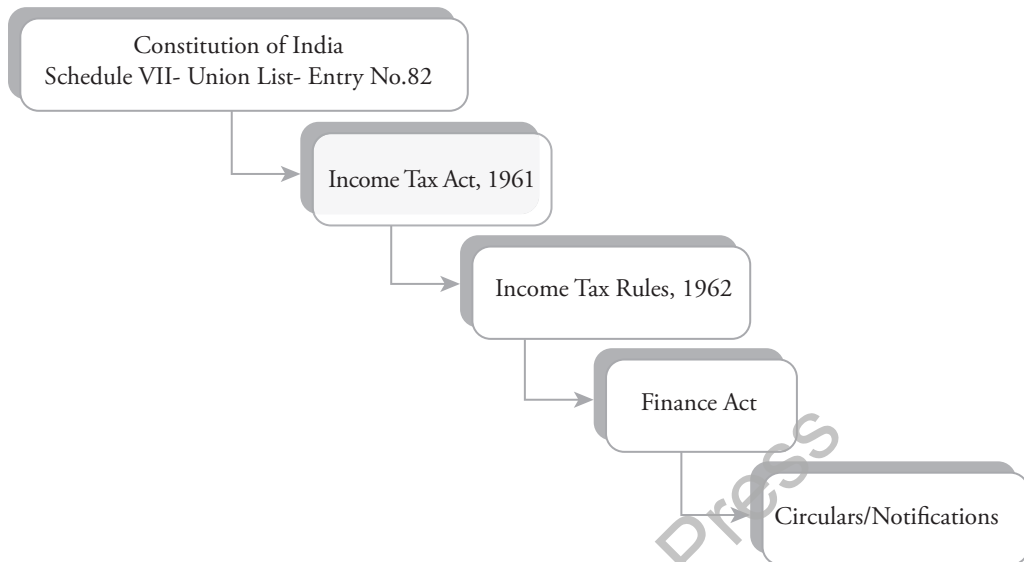 Constitution of India
Schedule VII- Union List- Entry No.82
Income Tax Act, 1961
Income Tax Rules, 1962
Finance Act
Press
Circulars/Notifications